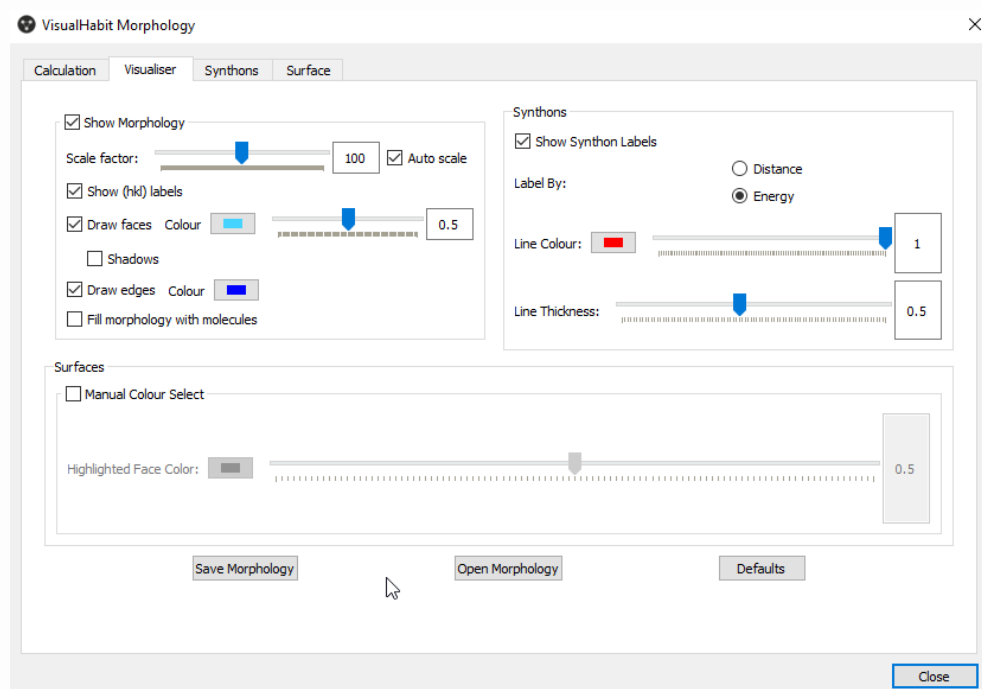 VisualHabit Morphology
Calculation Visualiser Synthons Surface
Show Morphology
Scale factor: 100 Auto scale
Show (hkl) labels
Draw faces Colour 0.5
Shadows
Draw edges Colour
Fill morphology with molecules
Synthons
Show Synthon Labels
Label By: Distance
Energy
Line Colour: 1
Line Thickness: 0.5
Surfaces
Manual Colour Select
Highlighted Face Color: 0.5
Save Morphology Open Morphology Defaults
Close